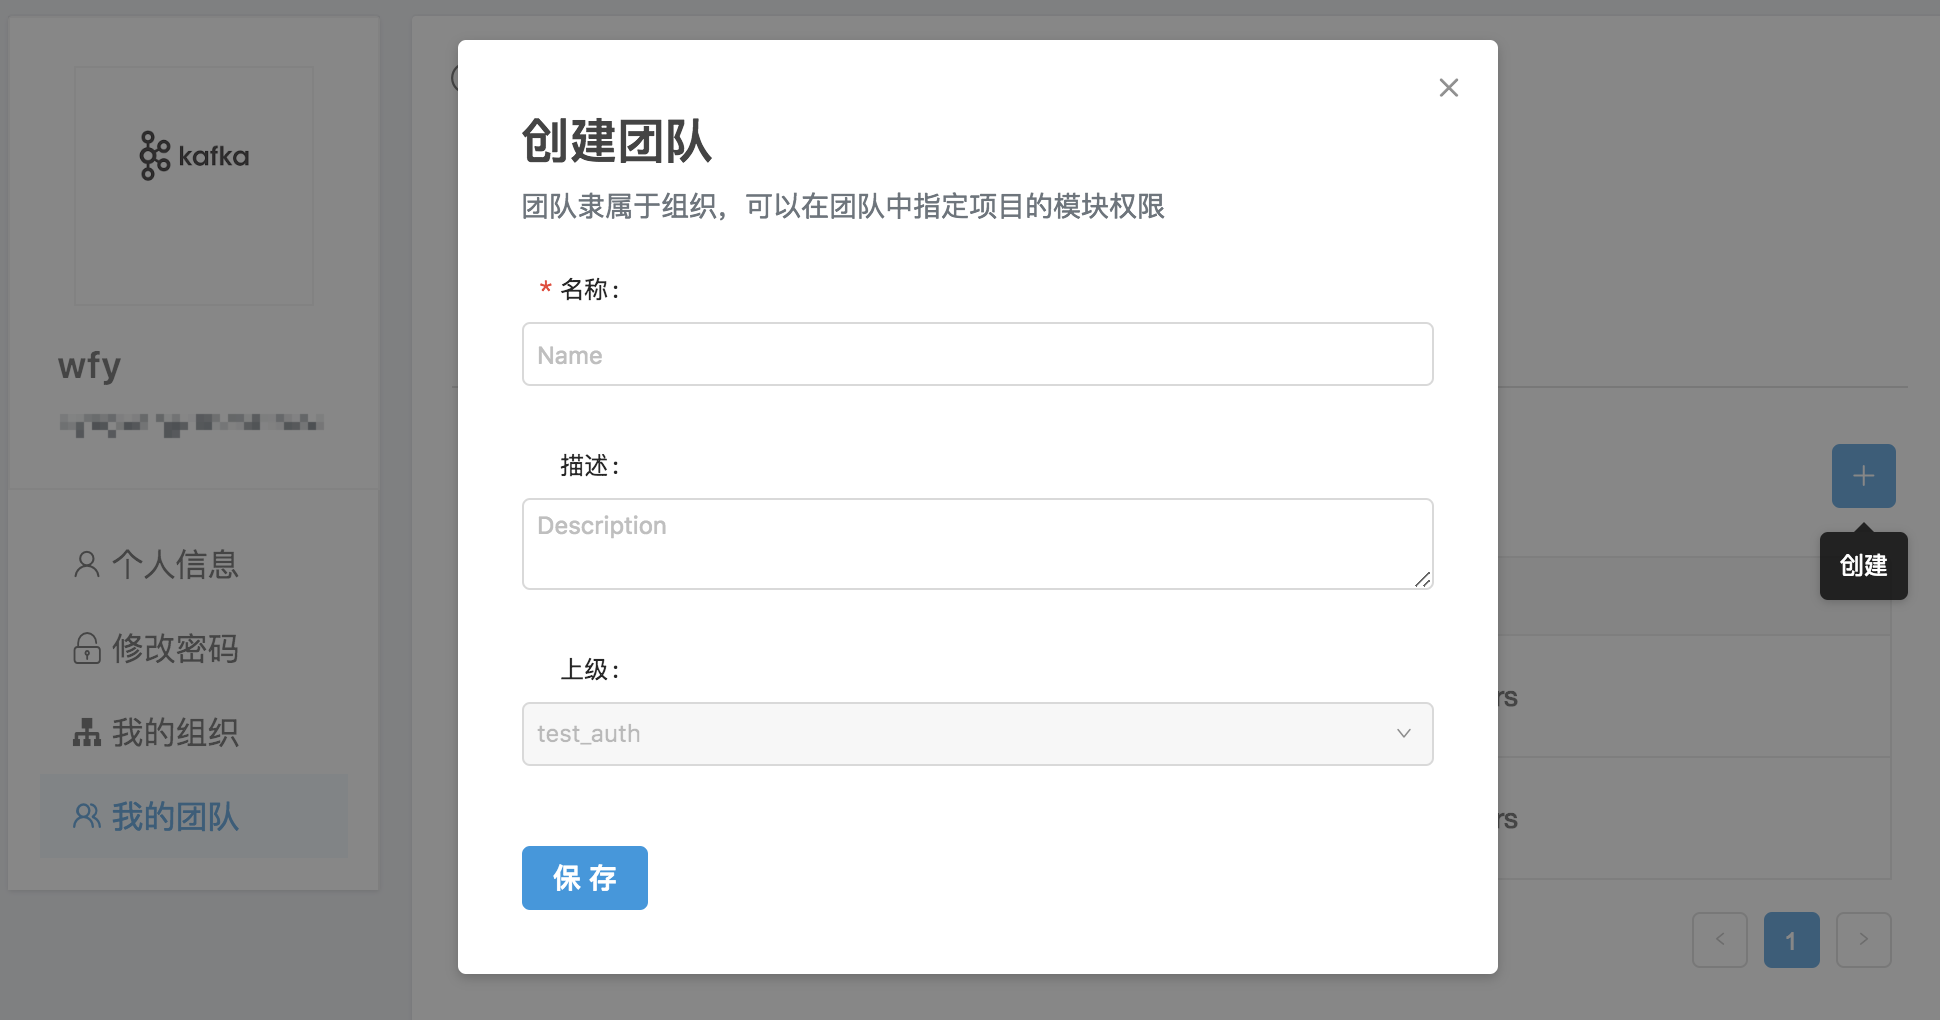 kafka
wfy
个人信息
修改密码
我的组织
我的团队
创建团队
团队隶属于组织，可以在团队中指定项目的模块权限
* 名称：
Name
描述：
Description
上级：
test_auth
保 存
创建
rs
rs
< 1 >